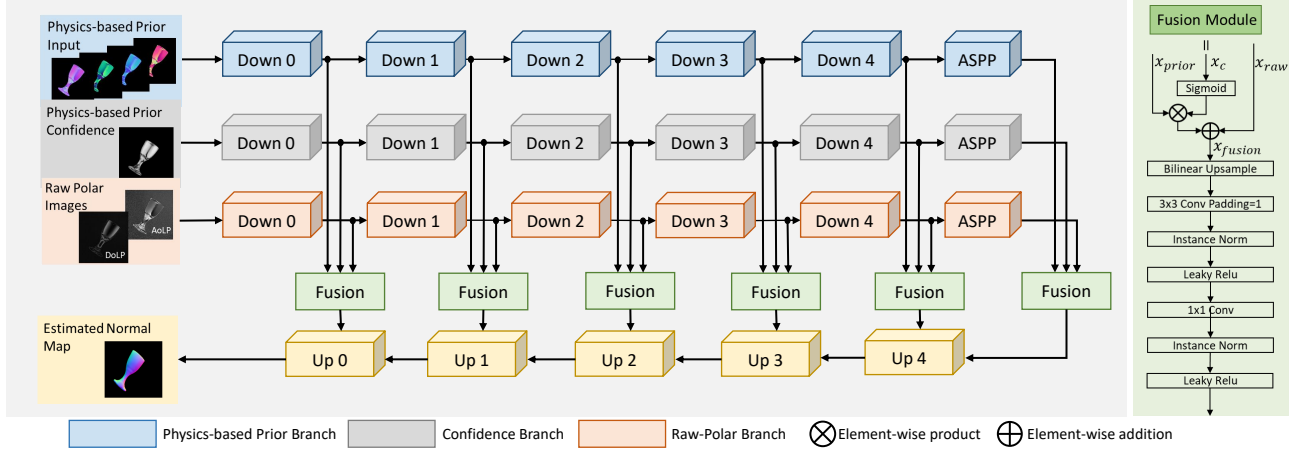 Physics-based Prior
Input
Down 0
Down 1
Down 2
Down 3
Down 4
ASPP
Physics-based Prior
Confidence
Down 0
Down 1
Down 2
Down 3
Down 4
ASPP
Raw Polar
Images
AoLP
DoLP
Down 0
Down 1
Down 2
Down 3
Down 4
ASPP
Fusion
Fusion
Fusion
Fusion
Fusion
Fusion
Estimated Normal
Map
Up 0
Up 1
Up 2
Up 3
Up 4
Fusion Module
=
x_prior
x_c
x_raw
Sigmoid
x_fusion
Bilinear Upsample
3x3 Conv Padding=1
Instance Norm
Leaky Relu
1x1 Conv
Instance Norm
Leaky Relu
Physics-based Prior Branch
Confidence Branch
Raw-Polar Branch
Element-wise product
Element-wise addition